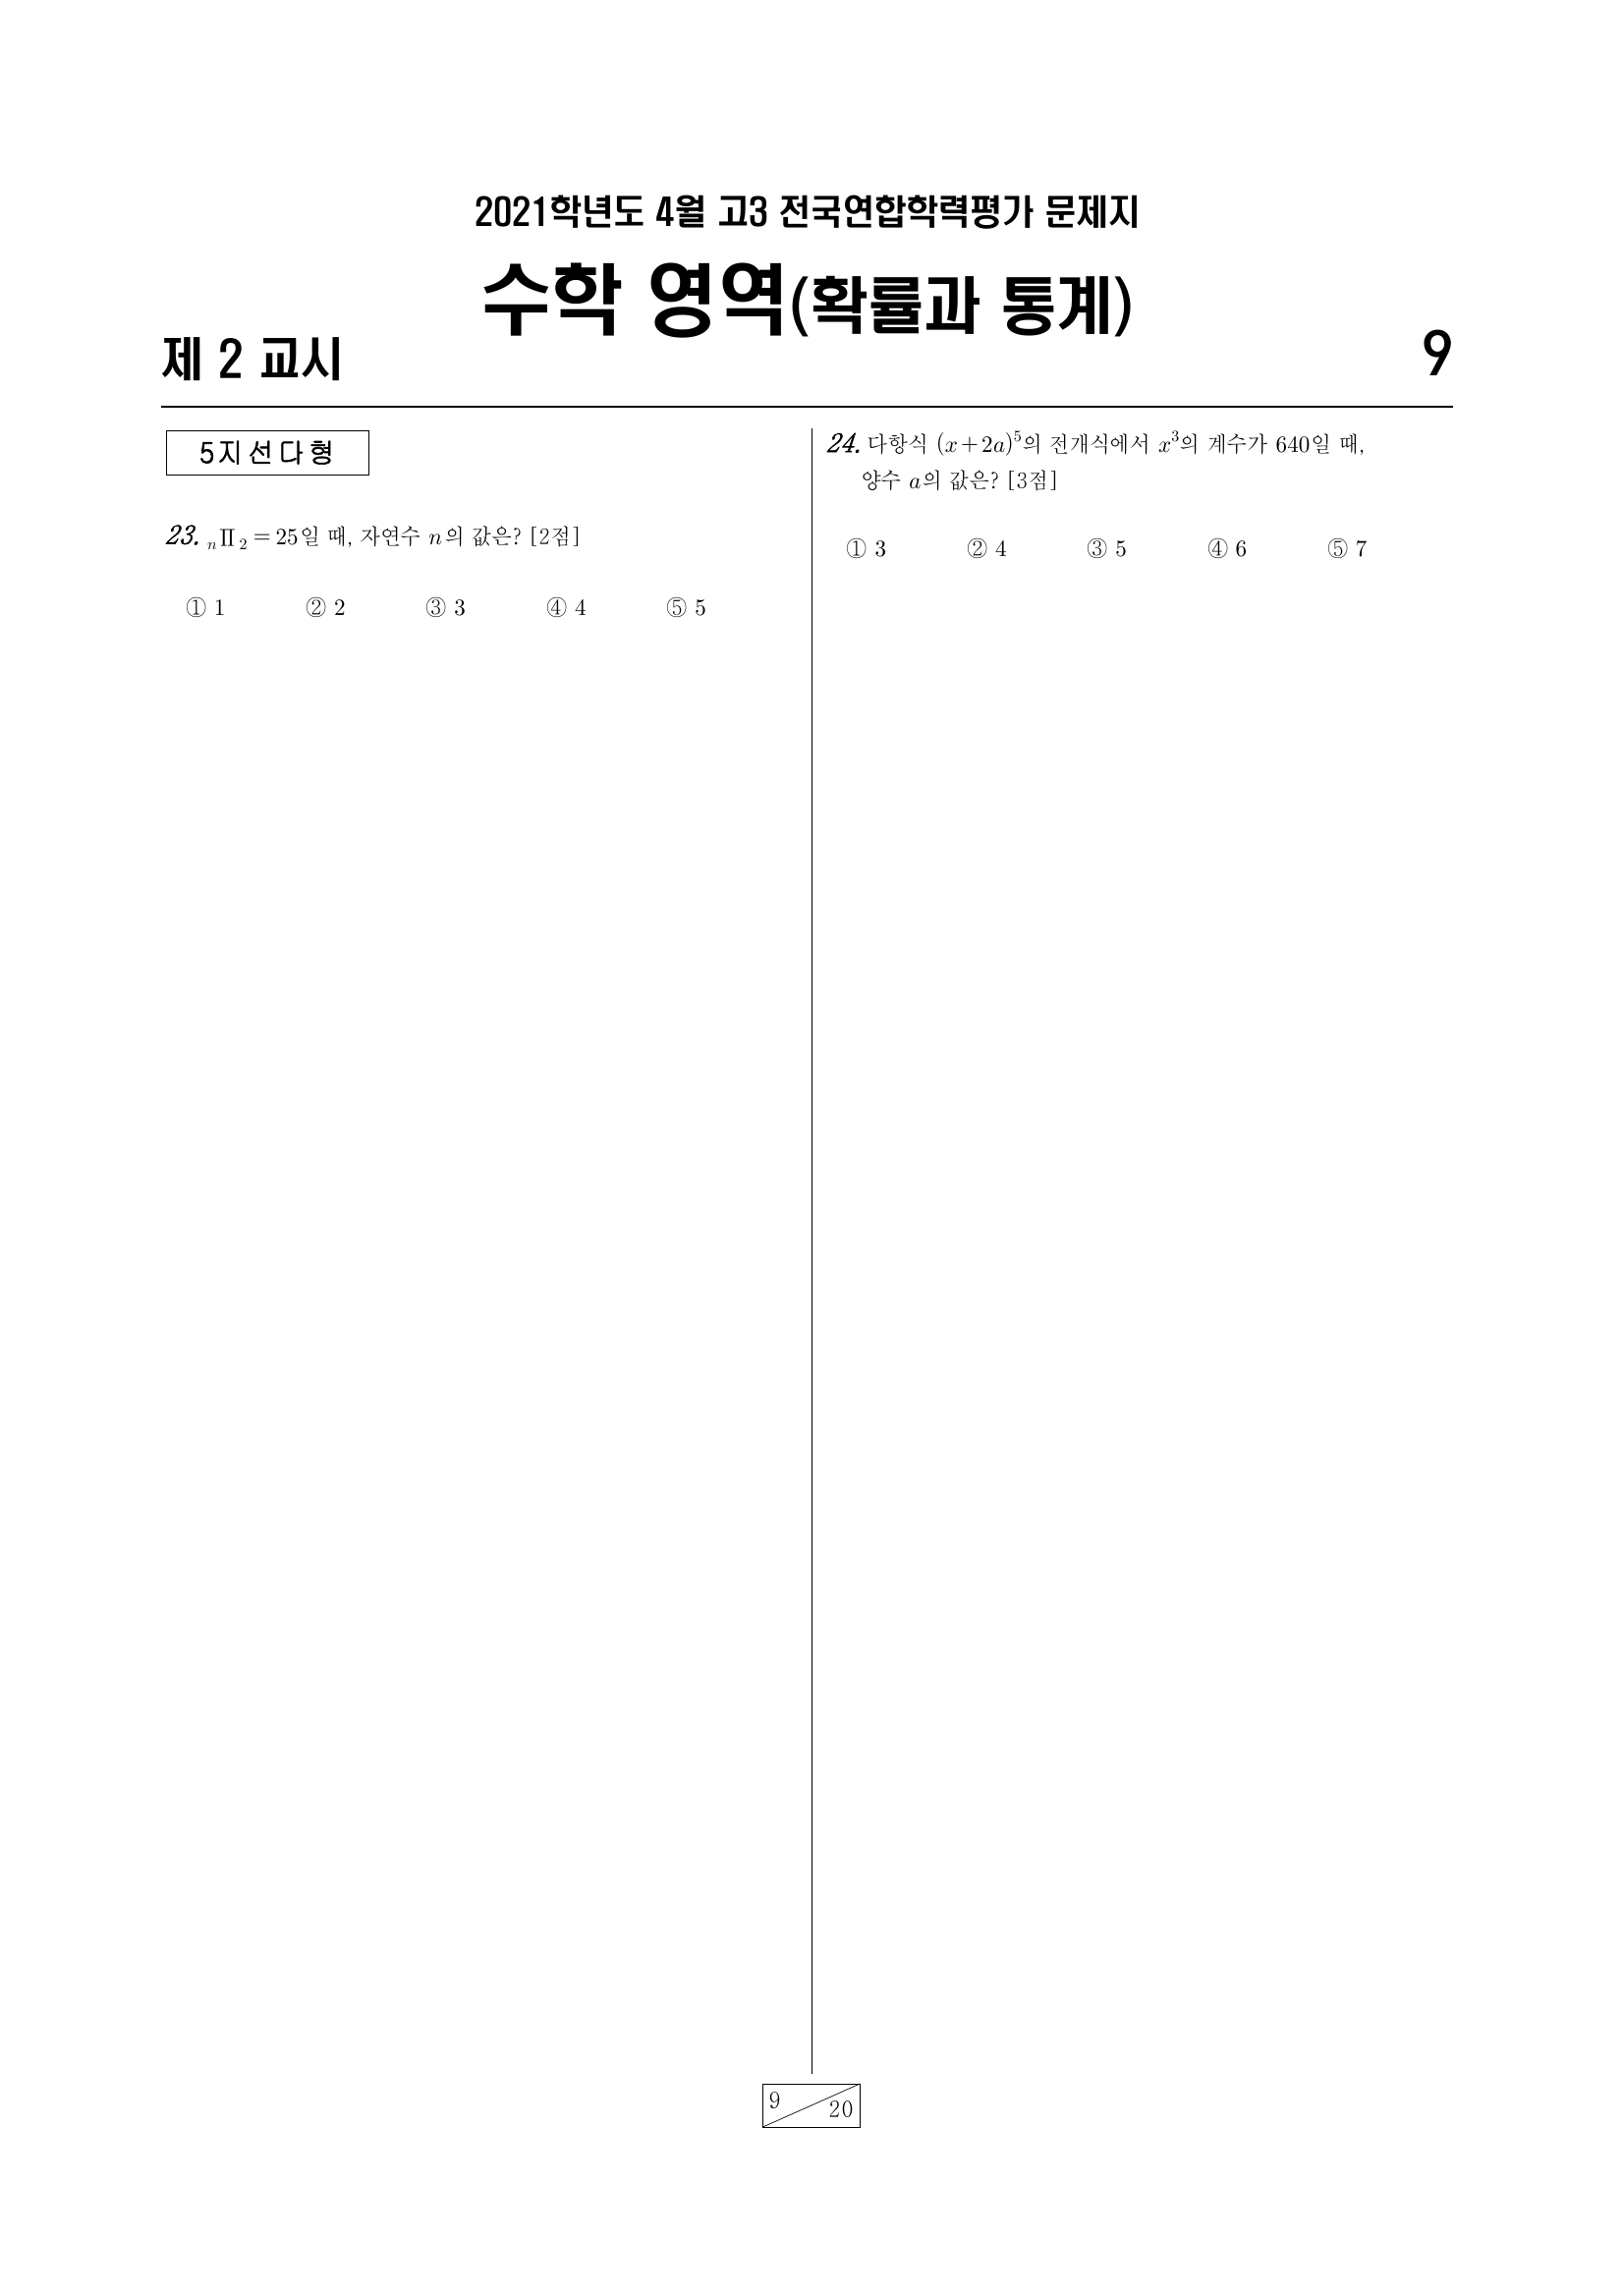 2021학년도 4월 고3 전국연합학력평가 문제지
수학 영역(확률과 통계)
제 2 교시
9
5지선다형
23. ₙ∏₂ = 25일 때, 자연수 n의 값은? [2점]
① 1 ② 2 ③ 3 ④ 4 ⑤ 5
24. 다항식 (x+2a)⁵의 전개식에서 x³의 계수가 640일 때,
양수 a의 값은? [3점]
① 3 ② 4 ③ 5 ④ 6 ⑤ 7
9
20